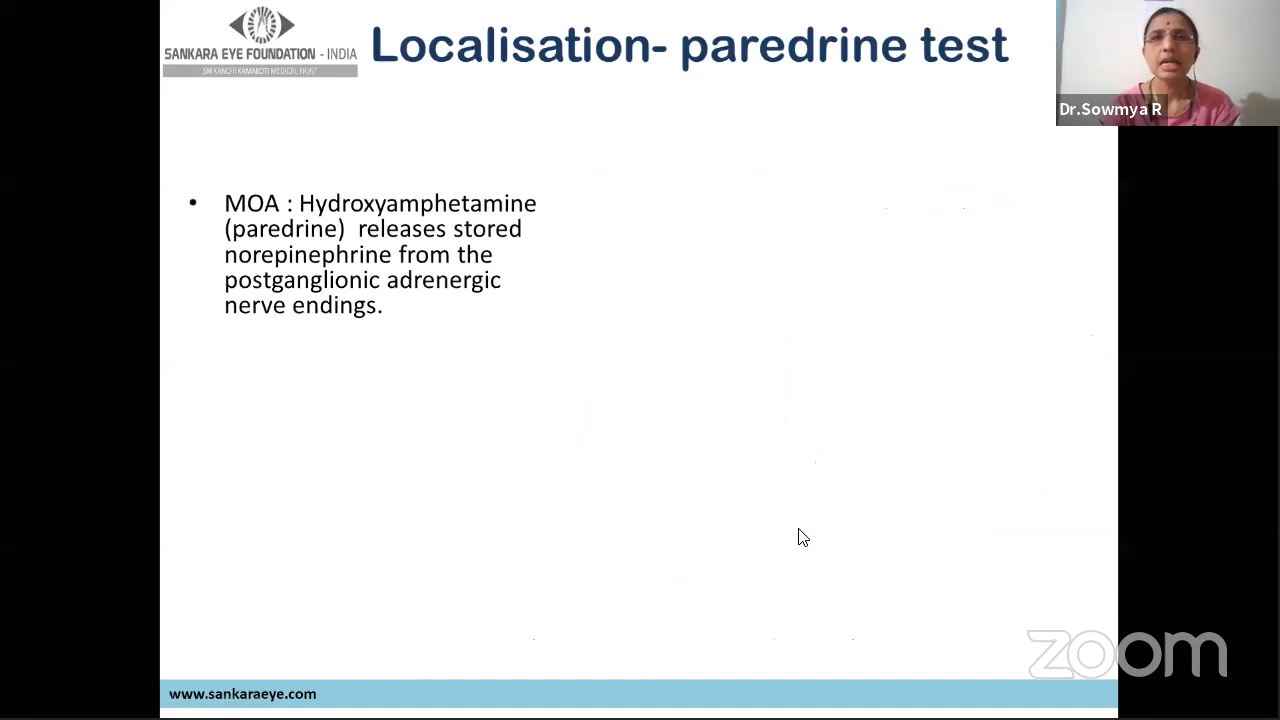 SANKARA EYE FOUNDATION - INDIA
SRI KANCHI KAMAKOTI MEDICAL TRUST
Localisation- paredrine test
Dr.Sowmya R
• MOA : Hydroxyamphetamine
(paredrine) releases stored
norepinephrine from the
postganglionic adrenergic
nerve endings.
zoom
www.sankaraeye.com